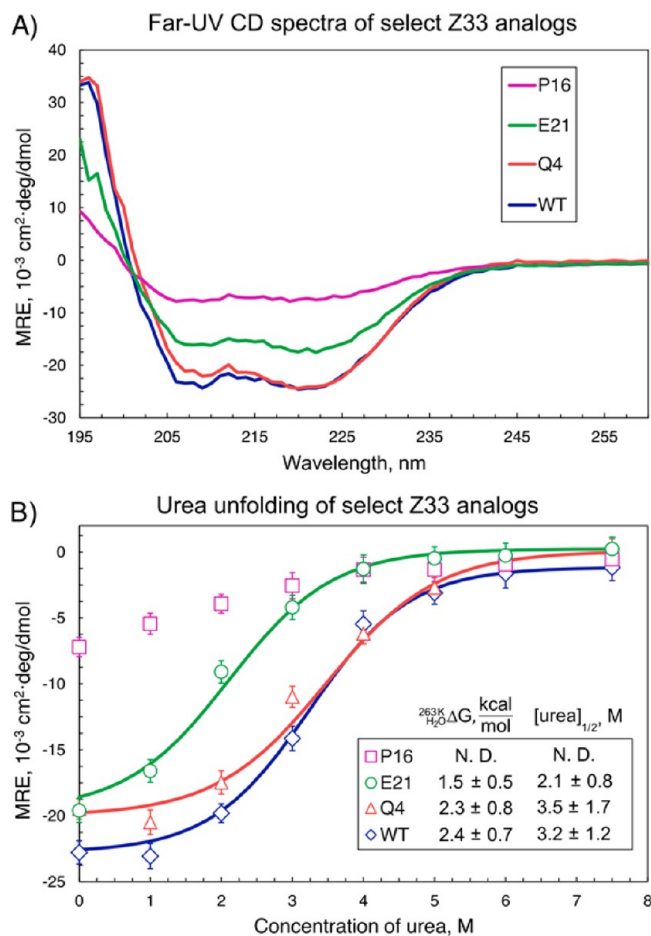 A) Far-UV CD spectra of select Z33 analogs
40
30
20
10
0
-10
-20
-30
MRE, 10⁻³ cm²·deg/dmol
P16
E21
Q4
WT
195 205 215 225 235 245 255
Wavelength, nm
B) Urea unfolding of select Z33 analogs
0
-5
-10
-15
-20
-25
MRE, 10⁻³ cm²·deg/dmol
263K H₂O ΔG, kcal/mol [urea]1/2, M
P16 N. D. N. D.
E21 1.5 ± 0.5 2.1 ± 0.8
Q4 2.3 ± 0.8 3.5 ± 1.7
WT 2.4 ± 0.7 3.2 ± 1.2
0 1 2 3 4 5 6 7 8
Concentration of urea, M